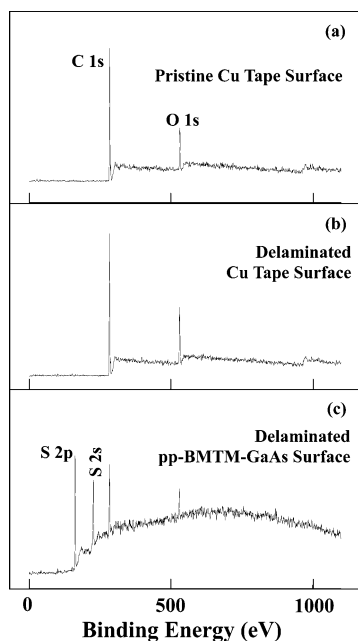 (a)
C 1s
Pristine Cu Tape Surface
O 1s
(b)
Delaminated
Cu Tape Surface
(c)
Delaminated
S 2p
S 2s
pp-BMTM-GaAs Surface
0
500
1000
Binding Energy (eV)